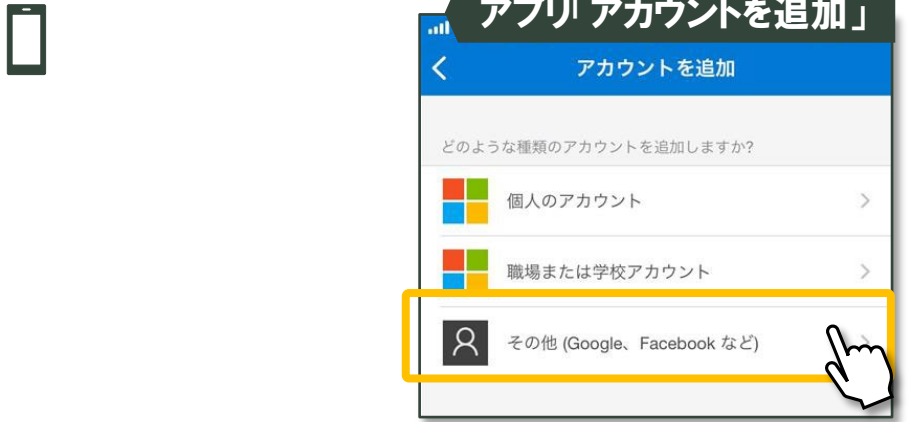 アプリ「アカウントを追加」
アカウントを追加
どのような種類のアカウントを追加しますか?
個人のアカウント
職場または学校アカウント
その他 (Google、Facebook など)